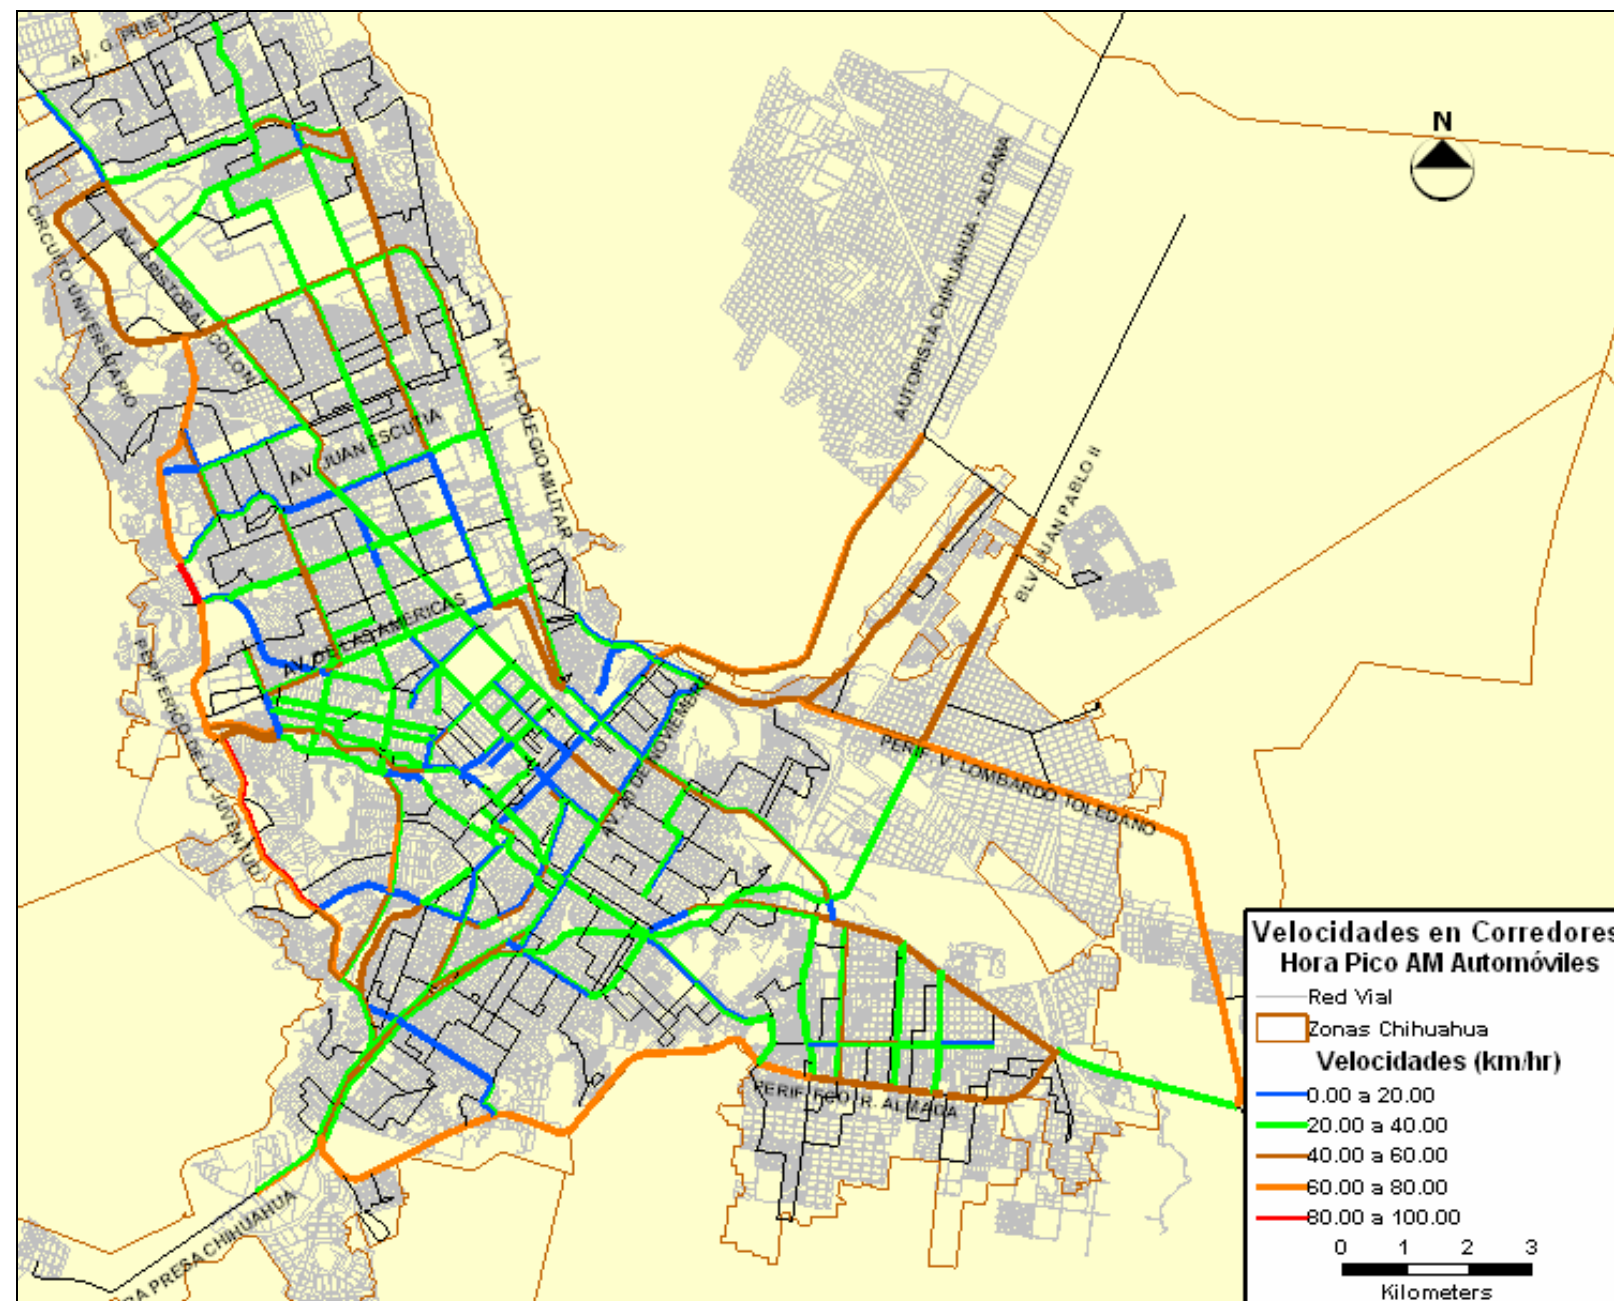 AV. G. PRIETO
N
AUTOPISTA CHIHUAHUA - ALDAMA
CIRCUITO UNIVERSITARIO
AV. CRISTOBAL COLON
AV. H. COLEGIO MILITAR
AV. JUAN ESCUTIA
BLV. JUAN PABLO II
AV. DE LAS AMERICAS
PERIFERICO DE LA JUVENTUD
AV. 20 DE NOVIEMBRE
PERIF. V. LOMBARDO TOLEDANO
PERIFERICO R. ALMADA
PRESA CHIHUAHUA
Velocidades en Corredores
Hora Pico AM Automóviles
Red Vial
Zonas Chihuahua
Velocidades (km/hr)
0.00 a 20.00
20.00 a 40.00
40.00 a 60.00
60.00 a 80.00
80.00 a 100.00
0 1 2 3
Kilometers